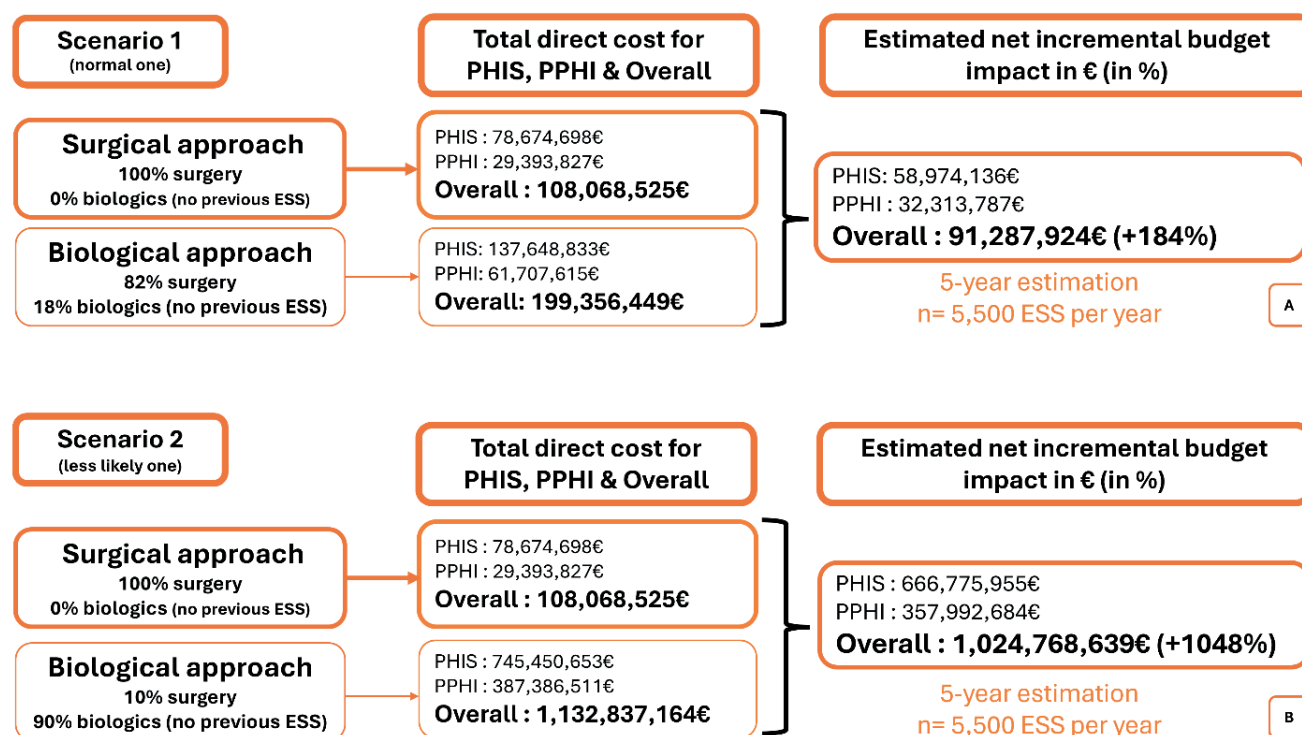 Scenario 1
(normal one)
Total direct cost for
PHIS, PPHI & Overall
Estimated net incremental budget
impact in € (in %)
Surgical approach
100% surgery
0% biologics (no previous ESS)
PHIS : 78,674,698€
PPHI : 29,393,827€
Overall : 108,068,525€
Biological approach
82% surgery
18% biologics (no previous ESS)
PHIS: 137,648,833€
PPHI: 61,707,615€
Overall: 199,356,449€
PHIS: 58,974,136€
PPHI : 32,313,787€
Overall : 91,287,924€ (+184%)
5-year estimation
n= 5,500 ESS per year
A
Scenario 2
(less likely one)
Total direct cost for
PHIS, PPHI & Overall
Estimated net incremental budget
impact in € (in %)
Surgical approach
100% surgery
0% biologics (no previous ESS)
PHIS : 78,674,698€
PPHI : 29,393,827€
Overall : 108,068,525€
Biological approach
10% surgery
90% biologics (no previous ESS)
PHIS : 745,450,653€
PPHI : 387,386,511€
Overall : 1,132,837,164€
PHIS : 666,775,955€
PPHI : 357,992,684€
Overall : 1,024,768,639€ (+1048%)
5-year estimation
n= 5,500 ESS per year
B